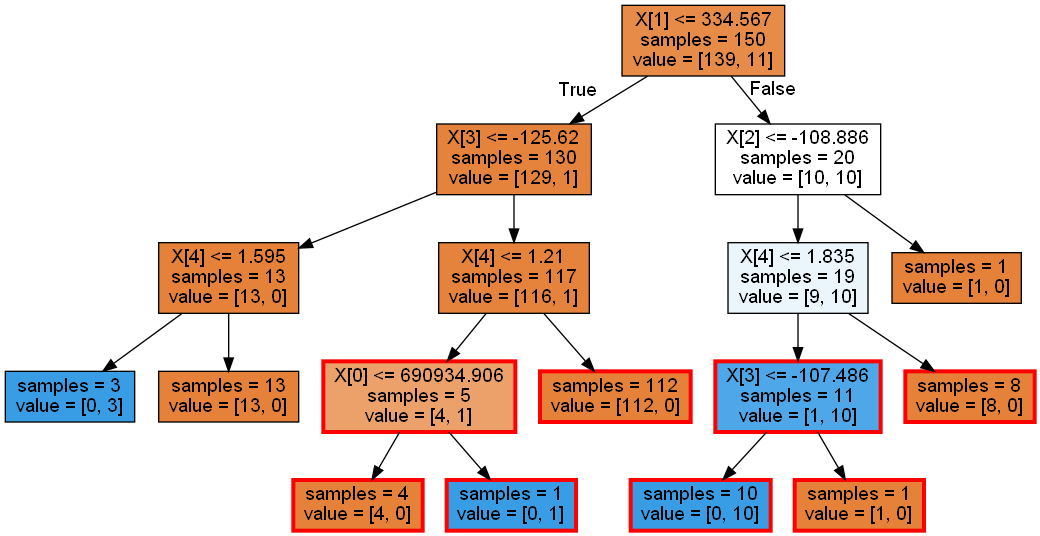 X[1] <= 334.567
samples = 150
value = [139, 11]
True
False
X[3] <= -125.62
samples = 130
value = [129, 1]
X[2] <= -108.886
samples = 20
value = [10, 10]
X[4] <= 1.595
samples = 13
value = [13, 0]
X[4] <= 1.21
samples = 117
value = [116, 1]
X[4] <= 1.835
samples = 19
value = [9, 10]
samples = 1
value = [1, 0]
samples = 3
value = [0, 3]
samples = 13
value = [13, 0]
X[0] <= 690934.906
samples = 5
value = [4, 1]
samples = 112
value = [112, 0]
X[3] <= -107.486
samples = 11
value = [1, 10]
samples = 8
value = [8, 0]
samples = 4
value = [4, 0]
samples = 1
value = [0, 1]
samples = 10
value = [0, 10]
samples = 1
value = [1, 0]